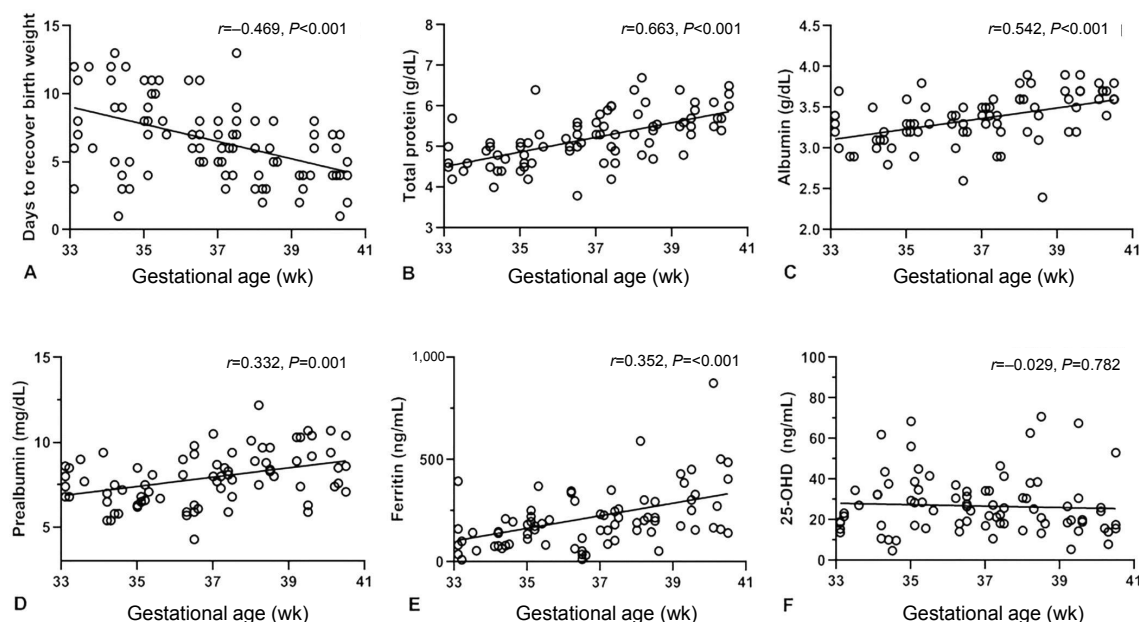 r=–0.469, P<0.001
15
10
5
0
Days to recover birth weight
33 35 37 39 41
A Gestational age (wk)
r=0.663, P<0.001
8
7
6
5
4
3
Total protein (g/dL)
33 35 37 39 41
B Gestational age (wk)
r=0.542, P<0.001
4.5
4.0
3.5
3.0
2.5
2.0
Albumin (g/dL)
33 35 37 39 41
C Gestational age (wk)
r=0.332, P=0.001
15
10
5
Prealbumin (mg/dL)
33 35 37 39 41
D Gestational age (wk)
r=0.352, P=<0.001
1,000
500
0
Ferritin (ng/mL)
33 35 37 39 41
E Gestational age (wk)
r=–0.029, P=0.782
100
80
60
40
20
0
25-OHD (ng/mL)
33 35 37 39 41
F Gestational age (wk)